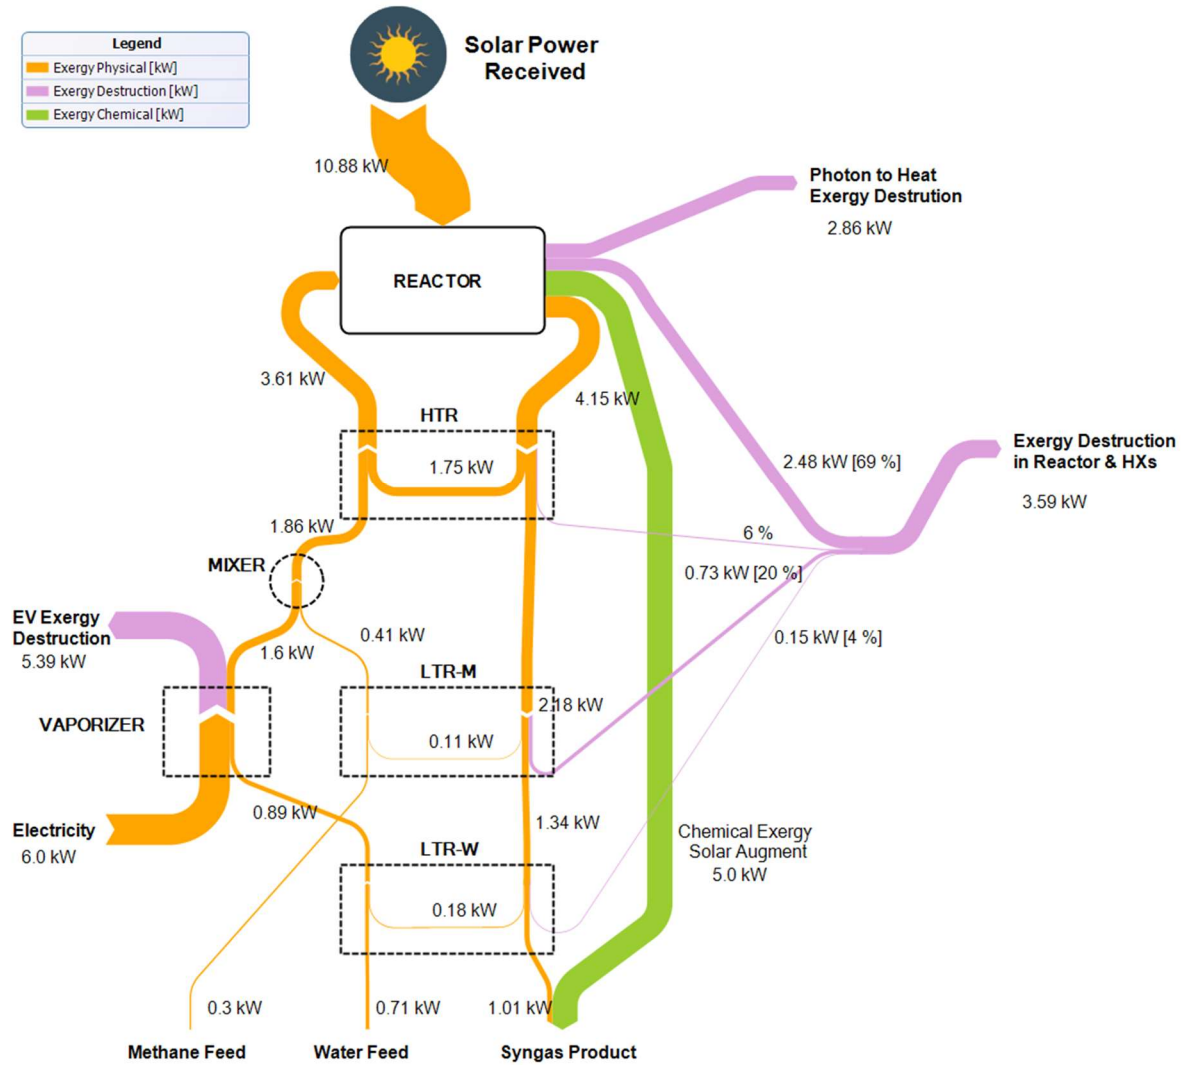 Legend
Exergy Physical [kW]
Exergy Destruction [kW]
Exergy Chemical [kW]
Solar Power
Received
10.88 kW
Photon to Heat
Exergy Destrution
2.86 kW
REACTOR
3.61 kW
4.15 kW
HTR
1.75 kW
2.48 kW [69 %]
Exergy Destruction
in Reactor & HXs
3.59 kW
1.86 kW
6 %
MIXER
0.73 kW [20 %]
EV Exergy
Destruction
5.39 kW
1.6 kW
0.41 kW
0.15 kW [4 %]
LTR-M
2.18 kW
VAPORIZER
0.11 kW
Electricity
6.0 kW
0.89 kW
1.34 kW
Chemical Exergy
Solar Augment
5.0 kW
LTR-W
0.18 kW
0.3 kW
0.71 kW
1.01 kW
Methane Feed
Water Feed
Syngas Product